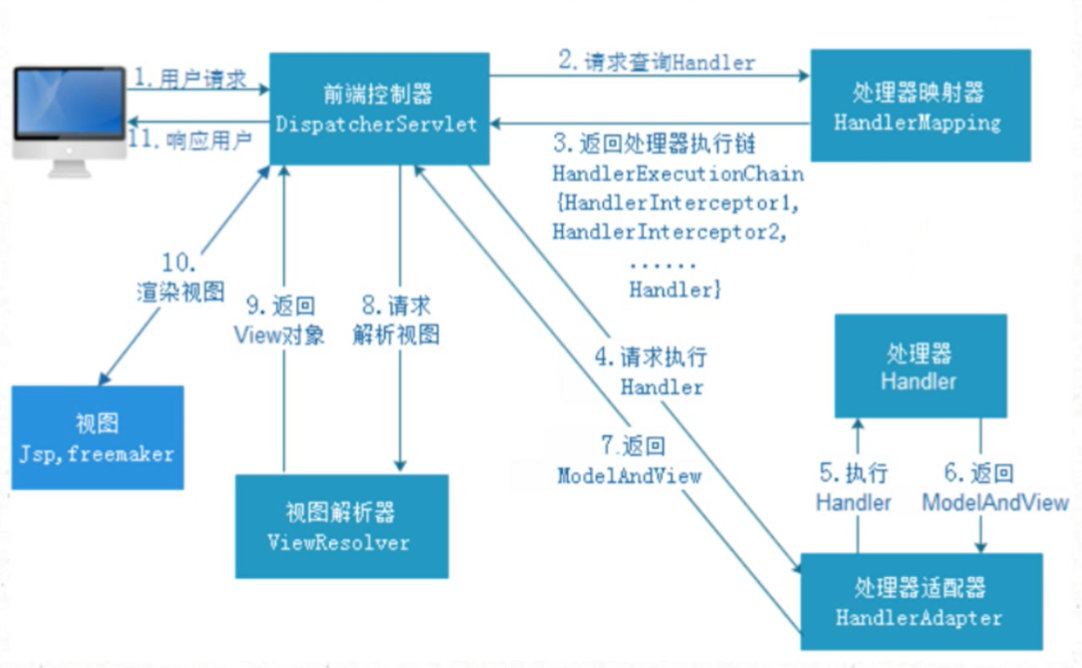 1.用户请求
11.响应用户
前端控制器
DispatcherServlet
2.请求查询Handler
处理器映射器
HandlerMapping
3.返回处理器执行链
HandlerExecutionChain
{HandlerInterceptor1,
HandlerInterceptor2,
......
Handler}
10.
渲染视图
9.返回
View对象
8.请求
解析视图
4.请求执行
Handler
处理器
Handler
视图
Jsp,freemaker
7.返回
ModelAndView
5.执行
Handler
6.返回
ModelAndView
视图解析器
ViewResolver
处理器适配器
HandlerAdapter